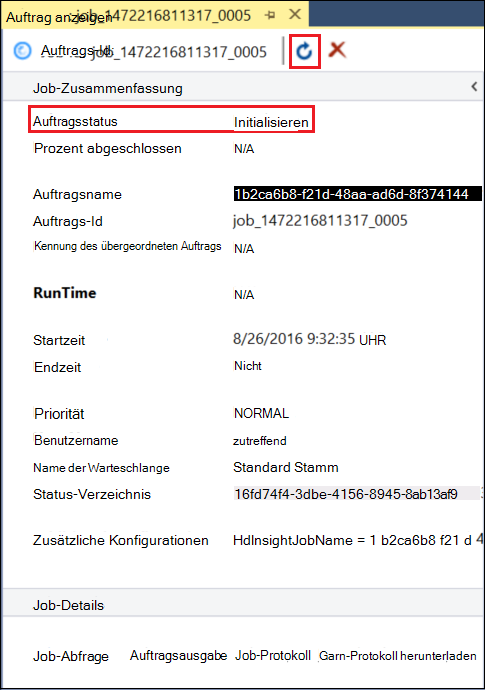 Auftrag anzeigen job_1472216811317_0005
Auftrags-Id job_1472216811317_0005
Job-Zusammenfassung
Auftragsstatus Initialisieren
Prozent abgeschlossen N/A
Auftragsname 1b2ca6b8-f21d-48aa-ad6d-8f374144
Auftrags-Id job_1472216811317_0005
Kennung des übergeordneten Auftrags N/A
RunTime N/A
Startzeit 8/26/2016 9:32:35 UHR
Endzeit Nicht
Priorität NORMAL
Benutzername zutreffend
Name der Warteschlange Standard Stamm
Status-Verzeichnis 16fd74f4-3dbe-4156-8945-8ab13af9
Zusätzliche Konfigurationen HdInsightJobName = 1 b2ca6b8 f21 d 4
Job-Details
Job-Abfrage Auftragsausgabe Job-Protokoll Garn-Protokoll herunterladen